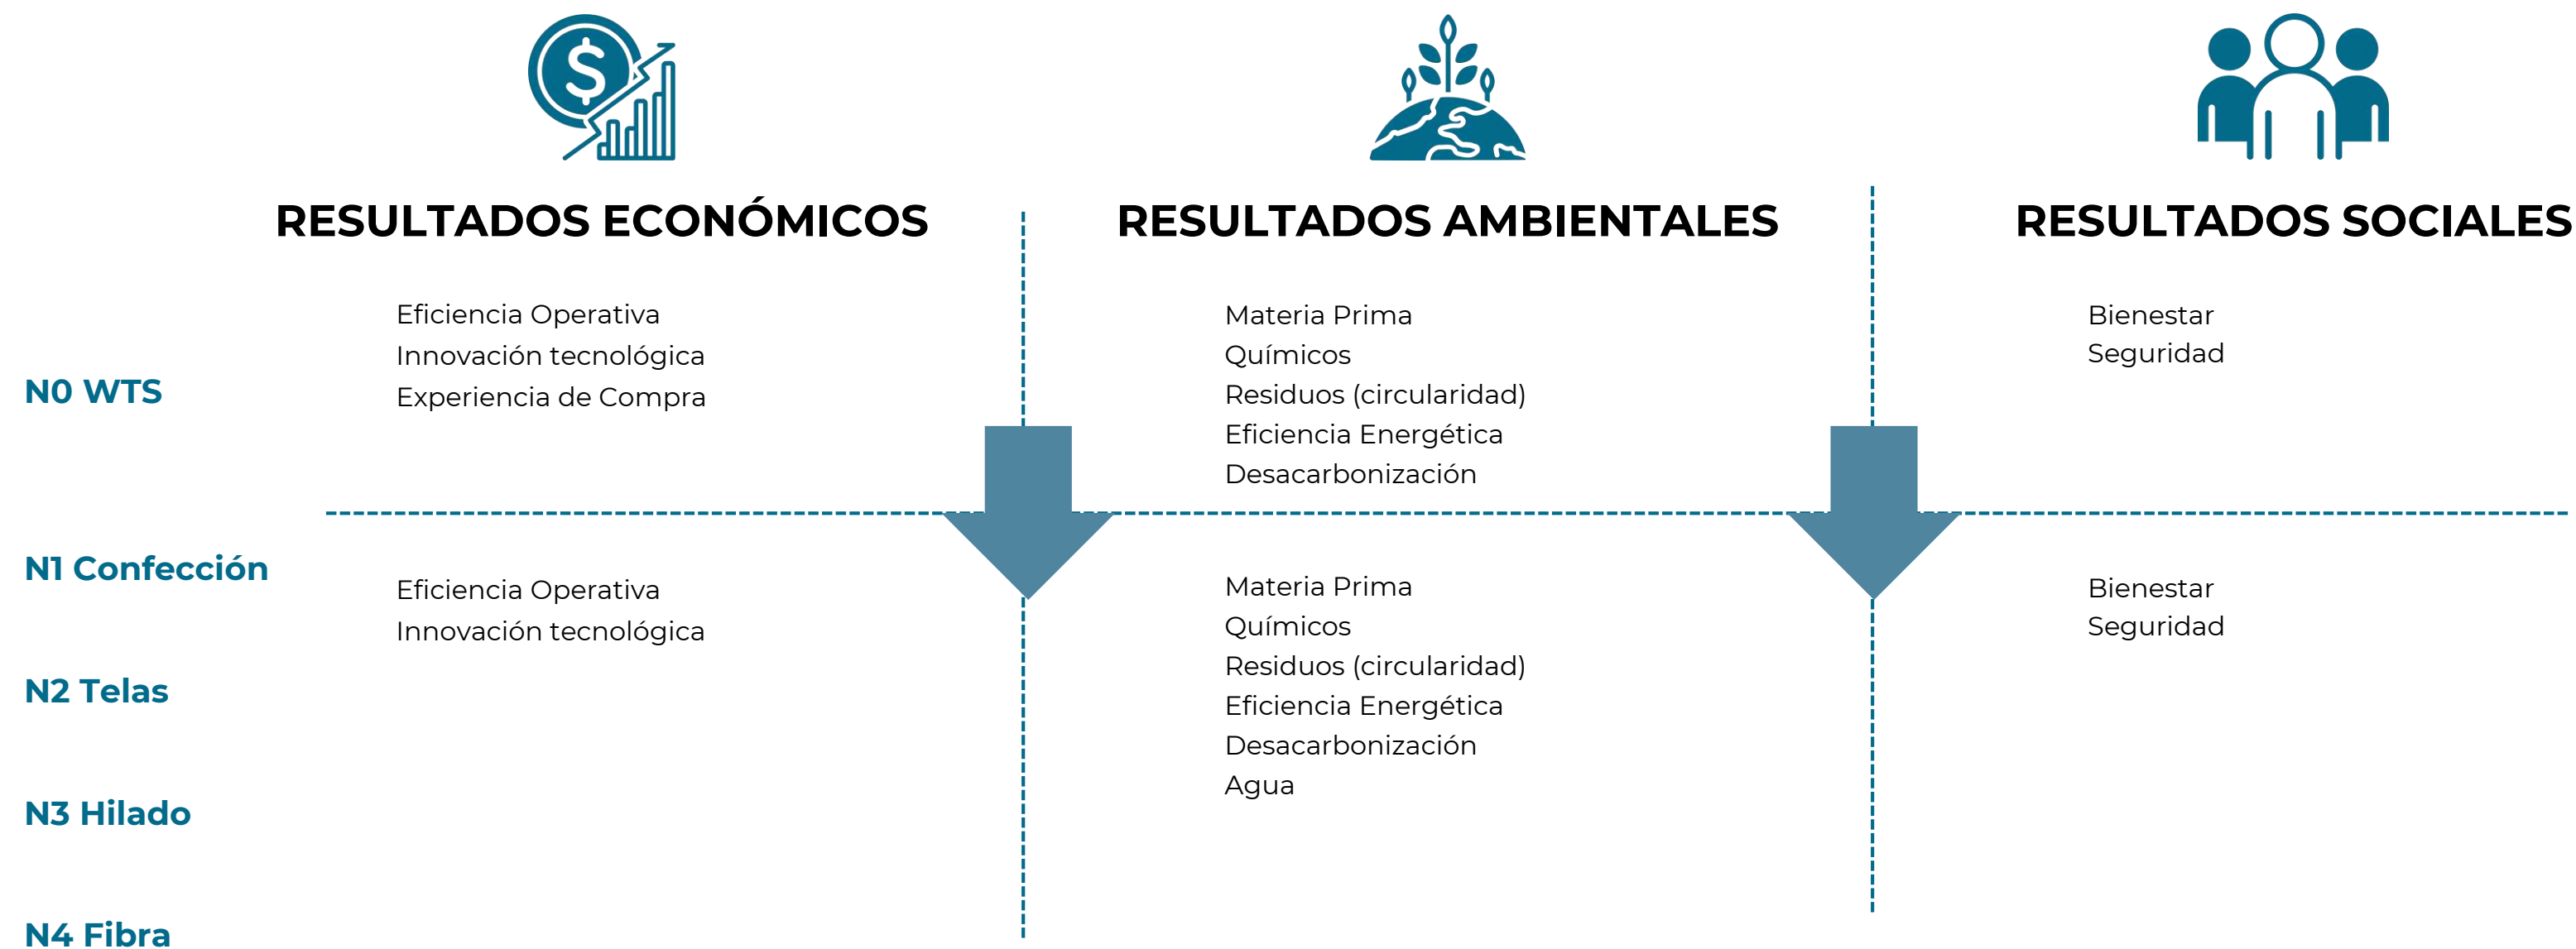 $
RESULTADOS ECONÓMICOS
RESULTADOS AMBIENTALES
RESULTADOS SOCIALES
N0 WTS
Eficiencia Operativa
Innovación tecnológica
Experiencia de Compra
Materia Prima
Químicos
Residuos (circularidad)
Eficiencia Energética
Desacarbonización
Bienestar
Seguridad
N1 Confección
N2 Telas
N3 Hilado
N4 Fibra
Eficiencia Operativa
Innovación tecnológica
Materia Prima
Químicos
Residuos (circularidad)
Eficiencia Energética
Desacarbonización
Agua
Bienestar
Seguridad